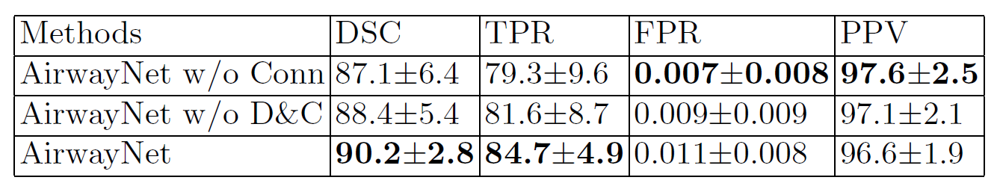 Methods DSC TPR FPR PPV
AirwayNet w/o Conn 87.1±6.4 79.3±9.6 0.007±0.008 97.6±2.5
AirwayNet w/o D&C 88.4±5.4 81.6±8.7 0.009±0.009 97.1±2.1
AirwayNet 90.2±2.8 84.7±4.9 0.011±0.008 96.6±1.9